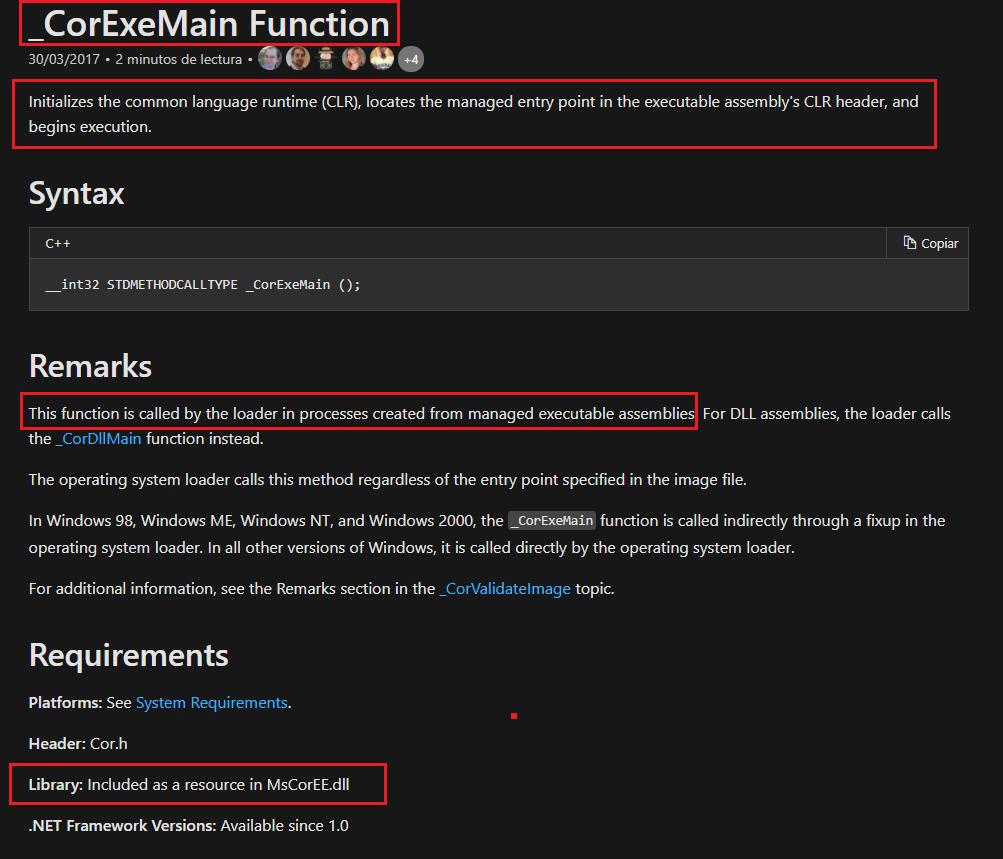 _CorExeMain Function
30/03/2017 • 2 minutos de lectura • +4
Initializes the common language runtime (CLR), locates the managed entry point in the executable assembly's CLR header, and
begins execution.
Syntax
C++ Copiar
__int32 STDMETHODCALLTYPE _CorExeMain ();
Remarks
This function is called by the loader in processes created from managed executable assemblies. For DLL assemblies, the loader calls
the _CorDllMain function instead.
The operating system loader calls this method regardless of the entry point specified in the image file.
In Windows 98, Windows ME, Windows NT, and Windows 2000, the _CorExeMain function is called indirectly through a fixup in the
operating system loader. In all other versions of Windows, it is called directly by the operating system loader.
For additional information, see the Remarks section in the _CorValidateImage topic.
Requirements
Platforms: See System Requirements.
Header: Cor.h
Library: Included as a resource in MsCorEE.dll
.NET Framework Versions: Available since 1.0